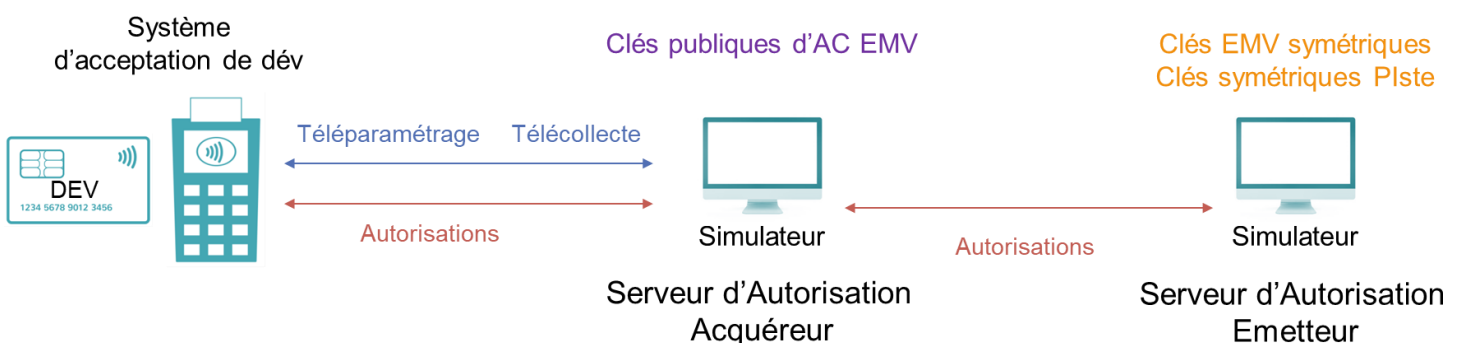 Système
d'acceptation de dév
Clés publiques d'AC EMV
Clés EMV symétriques
Clés symétriques PIste
Téléparamétrage
Télécollecte
DEV
1234 5678 9012 3456
Autorisations
Simulateur
Autorisations
Simulateur
Serveur d'Autorisation
Acquéreur
Serveur d'Autorisation
Emetteur